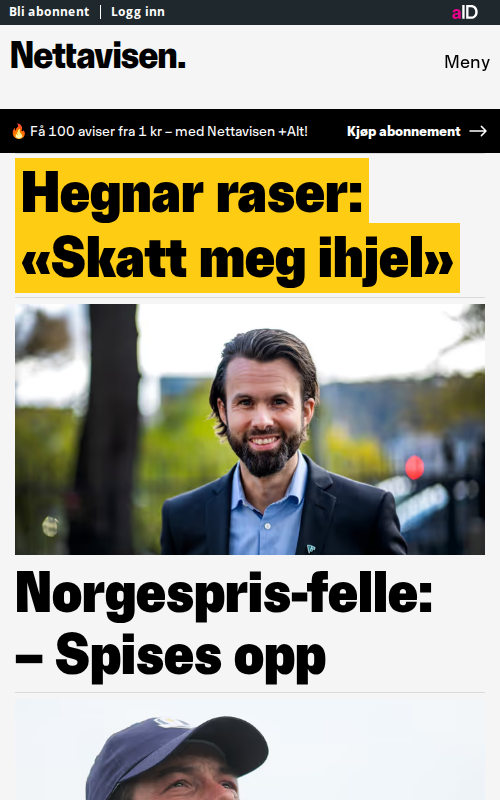 Bli abonnent | Logg inn
aID
Nettavisen.
Meny
🔥 Få 100 aviser fra 1 kr – med Nettavisen +Alt!
Kjøp abonnement →
Hegnar raser:
«Skatt meg ihjel»
Norgespris-felle:
– Spises opp